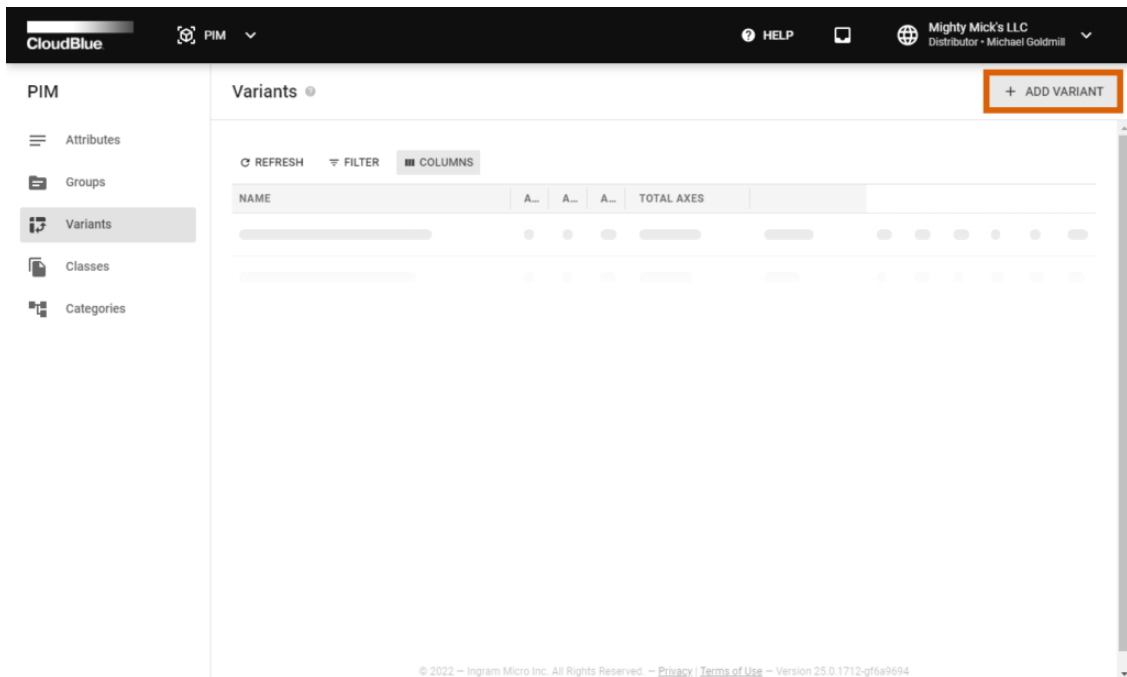 CloudBlue
PIM
HELP
Mighty Mick's LLC
Distributor • Michael Goldmill
PIM
Attributes
Groups
Variants
Classes
Categories
Variants
+ ADD VARIANT
REFRESH
FILTER
COLUMNS
NAME A... A... A... TOTAL AXES
© 2022 — Ingram Micro Inc. All Rights Reserved. — Privacy | Terms of Use — Version 25.0.1712-gf6a9694